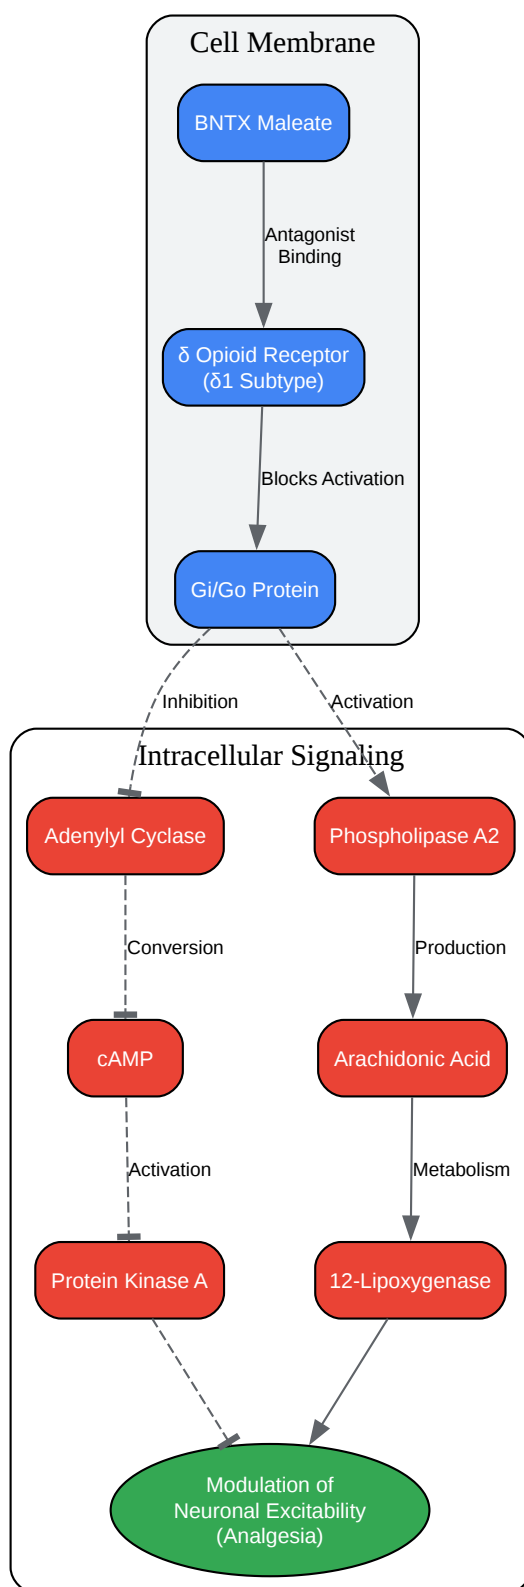 Cell Membrane
BNTX Maleate
Antagonist
Binding
δ Opioid Receptor
(δ1 Subtype)
Blocks Activation
Gi/Go Protein
Inhibition
Activation
Intracellular Signaling
Adenylyl Cyclase
Phospholipase A2
Conversion
Production
cAMP
Arachidonic Acid
Activation
Metabolism
Protein Kinase A
12-Lipoxygenase
Modulation of
Neuronal Excitability
(Analgesia)